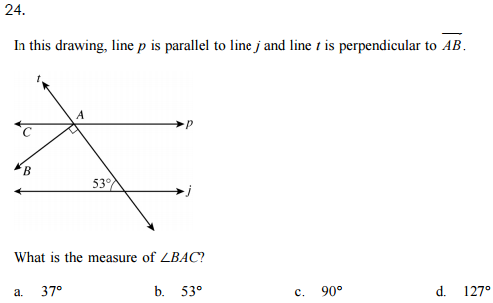 24.
In this drawing, line p is parallel to line j and line t is perpendicular to AB.
t
A
p
C
B
53°
j
What is the measure of ∠BAC?
a. 37° b. 53° c. 90° d. 127°